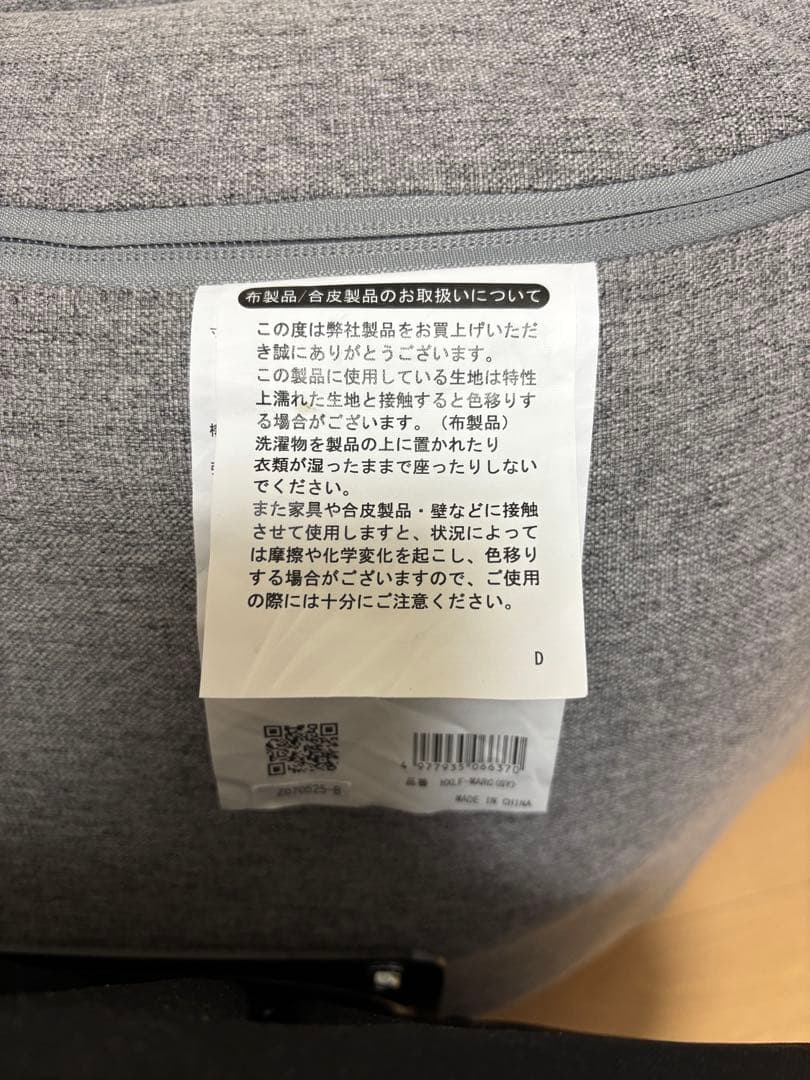 布製品/合皮製品のお取扱いについて
この度は弊社製品をお買上げいただ
き誠にありがとうございます。
この製品に使用している生地は特性
上濡れた生地と接触すると色移りす
る場合がございます。（布製品）
洗濯物を製品の上に置かれたり
衣類が湿ったままで座ったりしない
でください。
また家具や合皮製品・壁などに接触
させて使用しますと、状況によって
は摩擦や化学変化を起こし、色移り
する場合がございますので、ご使用
の際には十分にご注意ください。
D
4 977935 066370
品番
Z070525-B
MADE IN CHINA